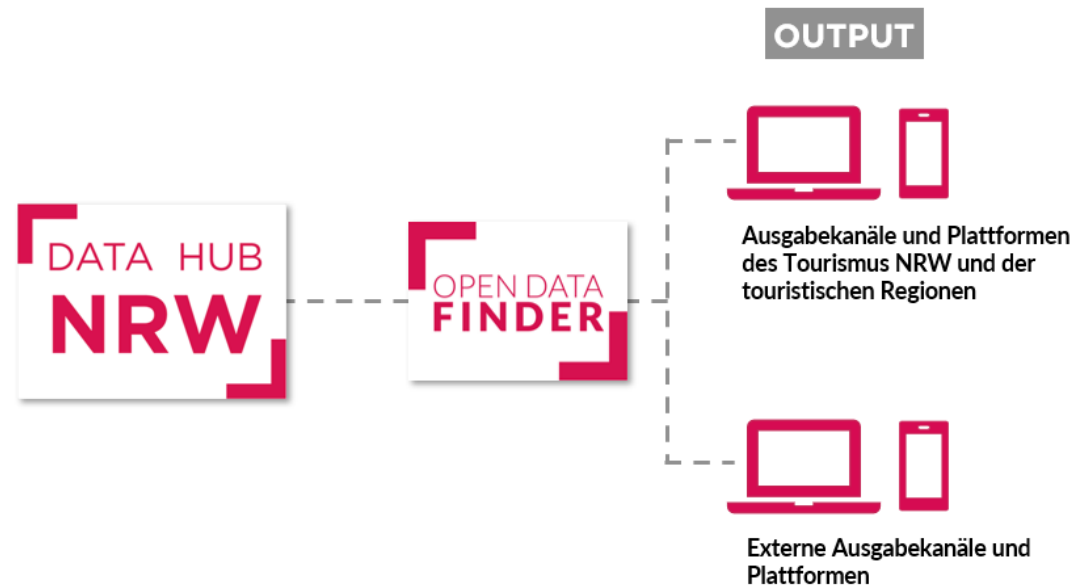 OUTPUT
DATA HUB
NRW
OPEN DATA
FINDER
Ausgabekanäle und Plattformen
des Tourismus NRW und der
touristischen Regionen
Externe Ausgabekanäle und
Plattformen